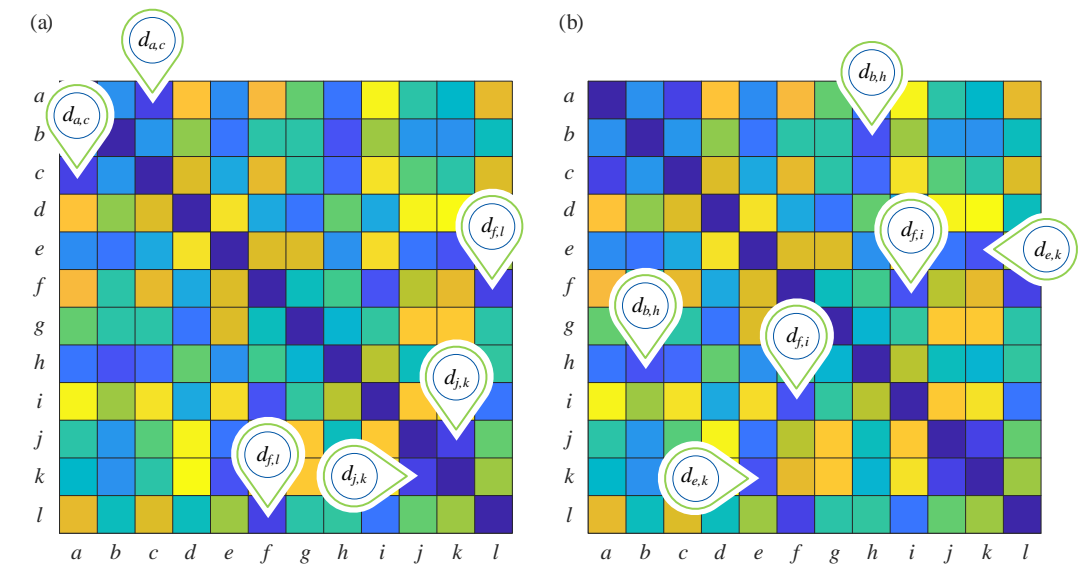 (a)
(b)
d_{a,c}
d_{a,c}
d_{f,l}
d_{j,k}
d_{f,l}
d_{j,k}
a
b
c
d
e
f
g
h
i
j
k
l
a b c d e f g h i j k l
d_{b,h}
d_{f,i}
d_{e,k}
d_{b,h}
d_{f,i}
d_{e,k}
a
b
c
d
e
f
g
h
i
j
k
l
a b c d e f g h i j k l